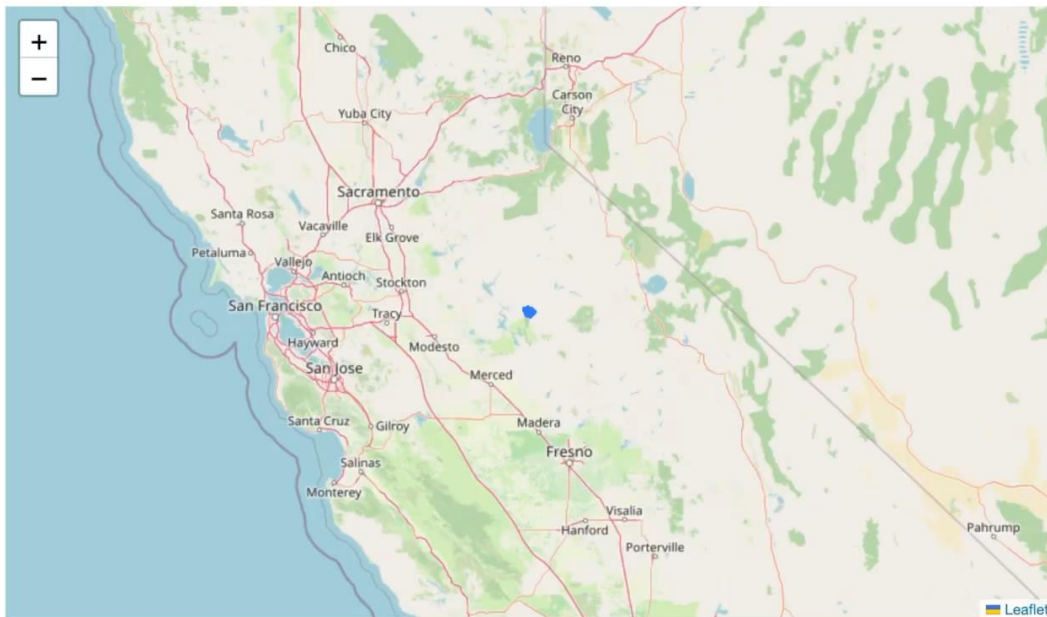 +
−
Chico
Reno
Carson
City
Yuba City
Sacramento
Santa Rosa
Vacaville
Elk Grove
Petaluma
Vallejo
Antioch
Stockton
San Francisco
Tracy
Hayward
Modesto
San Jose
Merced
Santa Cruz
Gilroy
Madera
Fresno
Salinas
Monterey
Visalia
Hanford
Pahrump
Porterville
Leaflet